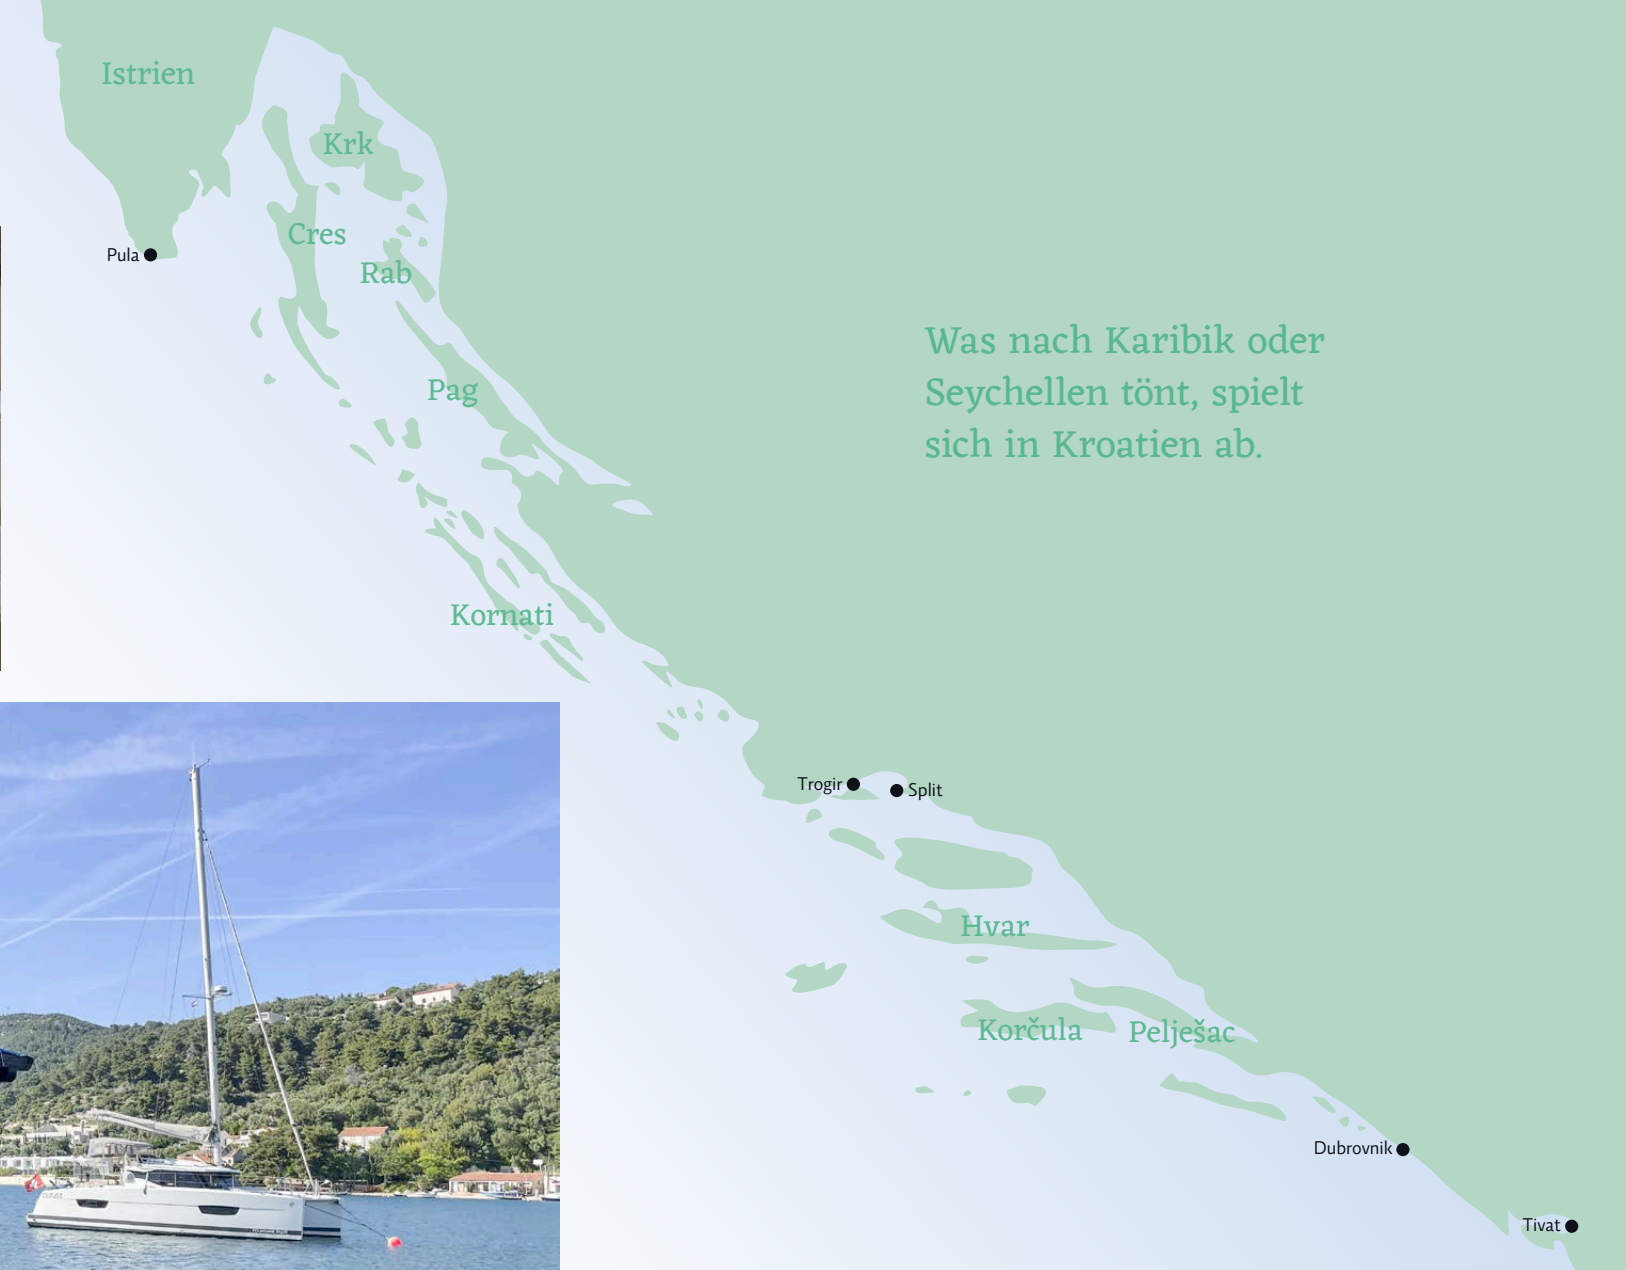 Istrien
Krk
Cres
Pula
Rab
Was nach Karibik oder
Seychellen tönt, spielt
sich in Kroatien ab.
Pag
Kornati
Trogir
Split
Hvar
Korčula
Pelješac
Dubrovnik
Tivat